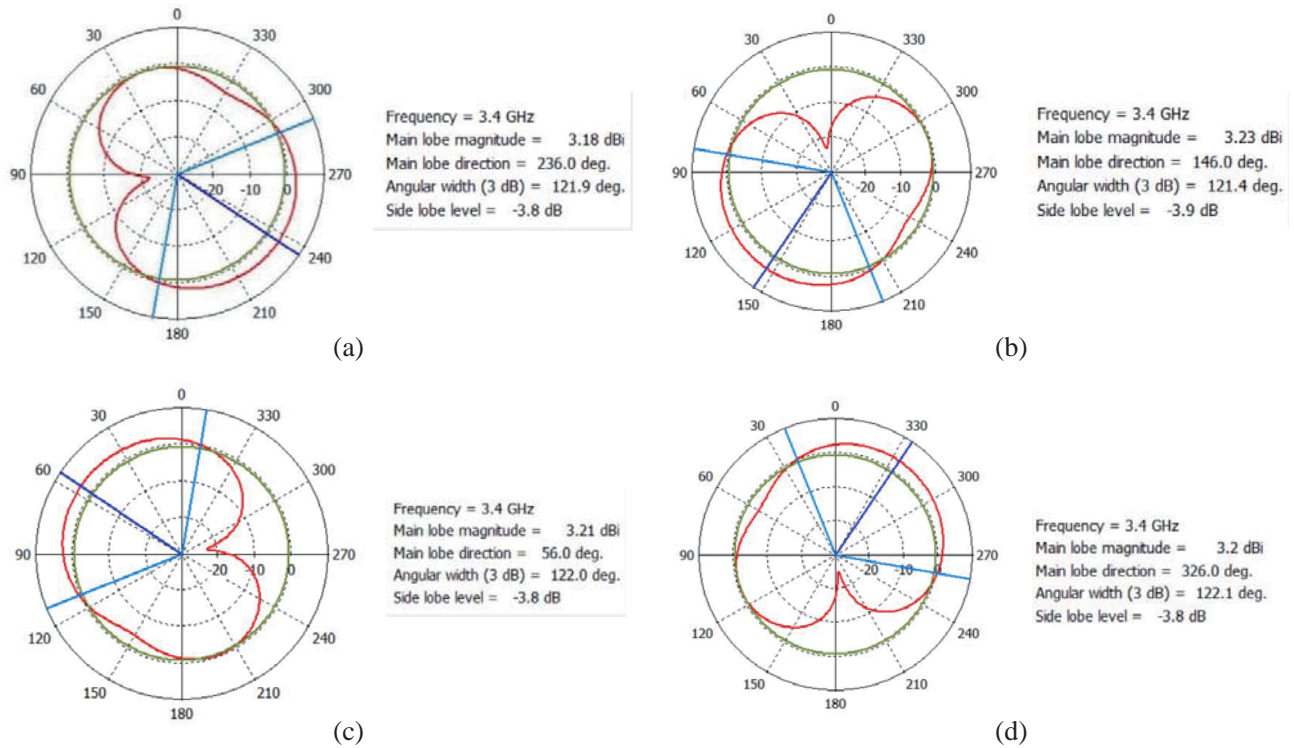 0
30
330
60
300
90
-20
-10
0
270
120
240
150
210
180
Frequency = 3.4 GHz
Main lobe magnitude = 3.18 dBi
Main lobe direction = 236.0 deg.
Angular width (3 dB) = 121.9 deg.
Side lobe level = -3.8 dB
(a)
0
30
330
60
300
90
-20
-10
0
270
120
240
150
210
180
Frequency = 3.4 GHz
Main lobe magnitude = 3.23 dBi
Main lobe direction = 146.0 deg.
Angular width (3 dB) = 121.4 deg.
Side lobe level = -3.9 dB
(b)
0
30
330
60
300
90
-20
-10
0
270
120
240
150
210
180
Frequency = 3.4 GHz
Main lobe magnitude = 3.21 dBi
Main lobe direction = 56.0 deg.
Angular width (3 dB) = 122.0 deg.
Side lobe level = -3.8 dB
(c)
0
30
330
60
300
90
-20
-10
0
270
120
240
150
210
180
Frequency = 3.4 GHz
Main lobe magnitude = 3.2 dBi
Main lobe direction = 326.0 deg.
Angular width (3 dB) = 122.1 deg.
Side lobe level = -3.8 dB
(d)